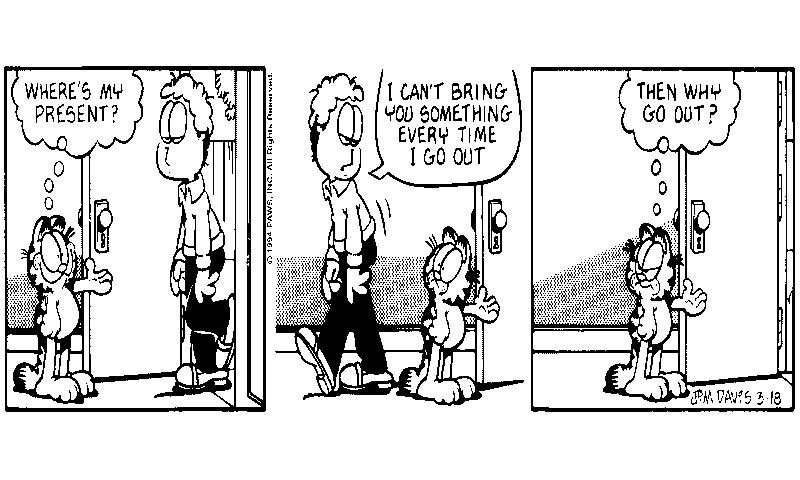 WHERE'S MY
PRESENT?
© 1994 PAWS, INC. All Rights Reserved.
I CAN'T BRING
YOU SOMETHING
EVERY TIME
I GO OUT
THEN WHY
GO OUT?
JIM DAVIS 3-18